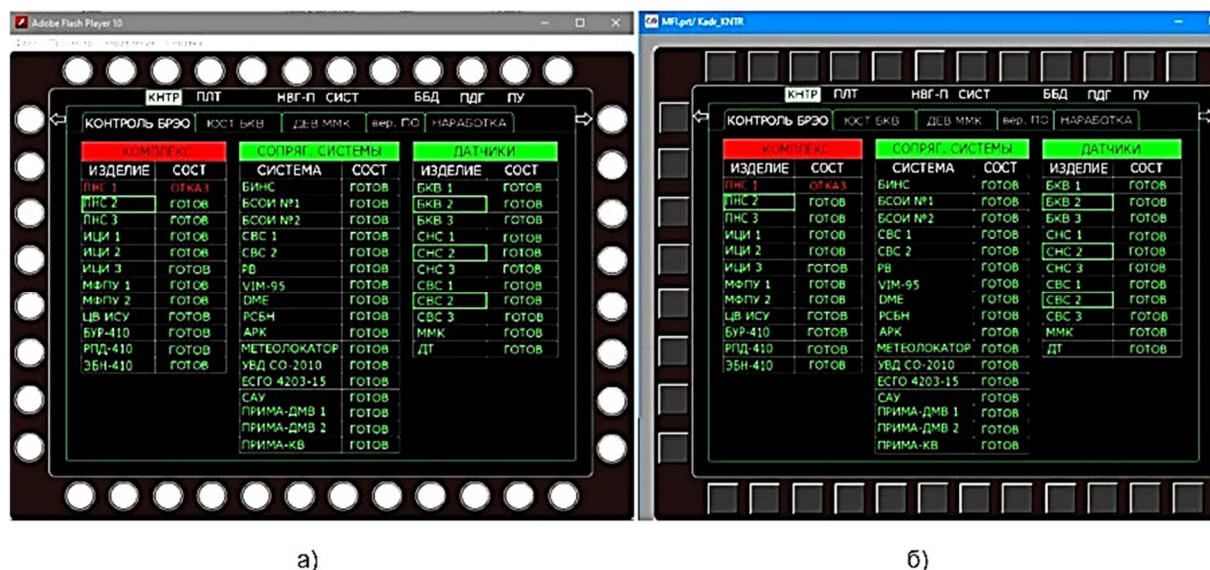 Adobe Flash Player 10
КНТР ПЛТ НВГ-П СИСТ ББД ПДГ ПУ
КОНТРОЛЬ БРЭО ЮСТ БКВ ДЕВ ММК вер. ПО НАРАБОТКА
КОМПЛЕКС СОПРЯГ. СИСТЕМЫ ДАТЧИКИ
ИЗДЕЛИЕ СОСТ СИСТЕМА СОСТ ИЗДЕЛИЕ СОСТ
ПНС 1 ОТКАЗ БИНС ГОТОВ БКВ 1 ГОТОВ
ПНС 2 ГОТОВ БСОИ №1 ГОТОВ БКВ 2 ГОТОВ
ПНС 3 ГОТОВ БСОИ №2 ГОТОВ БКВ 3 ГОТОВ
ИЦИ 1 ГОТОВ СВС 1 ГОТОВ СНС 1 ГОТОВ
ИЦИ 2 ГОТОВ СВС 2 ГОТОВ СНС 2 ГОТОВ
ИЦИ 3 ГОТОВ РВ ГОТОВ СНС 3 ГОТОВ
МФПУ 1 ГОТОВ VIM-95 ГОТОВ СВС 1 ГОТОВ
МФПУ 2 ГОТОВ DME ГОТОВ СВС 2 ГОТОВ
ЦВ ИСУ ГОТОВ РСБН ГОТОВ СВС 3 ГОТОВ
БУР-410 ГОТОВ АРК ГОТОВ ММК ГОТОВ
РПД-410 ГОТОВ МЕТЕОЛОКАТОР ГОТОВ ДТ ГОТОВ
ЭБН-410 ГОТОВ УВД СО-2010 ГОТОВ
ЕСГО 4203-15 ГОТОВ
САУ ГОТОВ
ПРИМА-ДМВ 1 ГОТОВ
ПРИМА-ДМВ 2 ГОТОВ
ПРИМА-КВ ГОТОВ
а)
MFI.prt/ Kadr_KNTR
КНТР ПЛТ НВГ-П СИСТ ББД ПДГ ПУ
КОНТРОЛЬ БРЭО ЮСТ БКВ ДЕВ ММК вер. ПО НАРАБОТКА
КОМПЛЕКС СОПРЯГ. СИСТЕМЫ ДАТЧИКИ
ИЗДЕЛИЕ СОСТ СИСТЕМА СОСТ ИЗДЕЛИЕ СОСТ
ПНС 1 ОТКАЗ БИНС ГОТОВ БКВ 1 ГОТОВ
ПНС 2 ГОТОВ БСОИ №1 ГОТОВ БКВ 2 ГОТОВ
ПНС 3 ГОТОВ БСОИ №2 ГОТОВ БКВ 3 ГОТОВ
ИЦИ 1 ГОТОВ СВС 1 ГОТОВ СНС 1 ГОТОВ
ИЦИ 2 ГОТОВ СВС 2 ГОТОВ СНС 2 ГОТОВ
ИЦИ 3 ГОТОВ РВ ГОТОВ СНС 3 ГОТОВ
МФПУ 1 ГОТОВ VIM-95 ГОТОВ СВС 1 ГОТОВ
МФПУ 2 ГОТОВ DME ГОТОВ СВС 2 ГОТОВ
ЦВ ИСУ ГОТОВ РСБН ГОТОВ СВС 3 ГОТОВ
БУР-410 ГОТОВ АРК ГОТОВ ММК ГОТОВ
РПД-410 ГОТОВ МЕТЕОЛОКАТОР ГОТОВ ДТ ГОТОВ
ЭБН-410 ГОТОВ УВД СО-2010 ГОТОВ
ЕСГО 4203-15 ГОТОВ
САУ ГОТОВ
ПРИМА-ДМВ 1 ГОТОВ
ПРИМА-ДМВ 2 ГОТОВ
ПРИМА-КВ ГОТОВ
б)